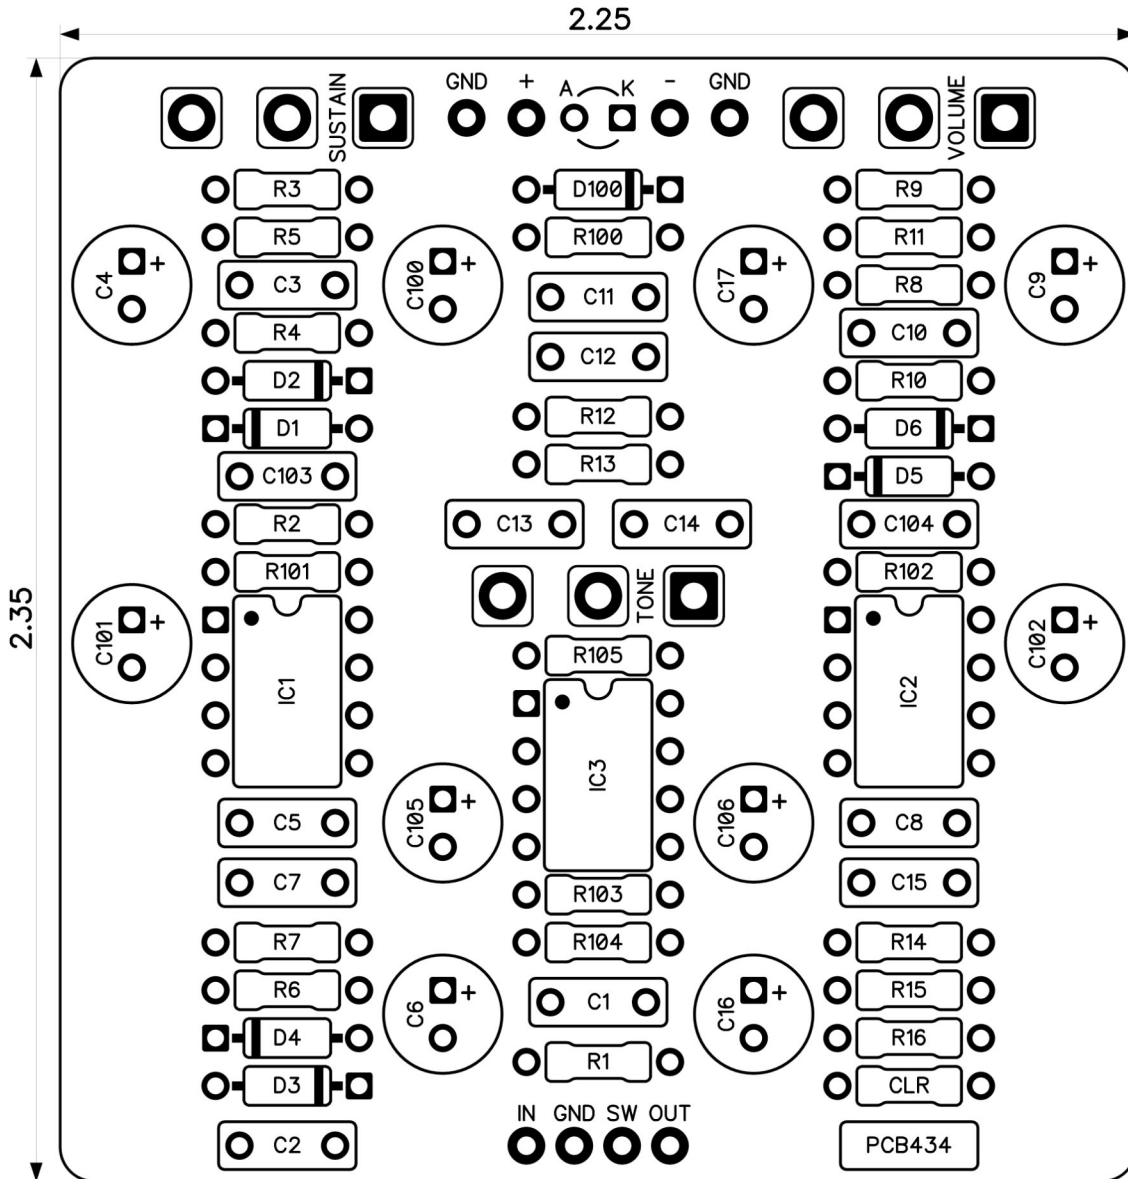 2.25
2.35
SUSTAIN
GND + A K - GND
VOLUME
R3
D100
R9
R5
R100
R11
C4 +
C3
C100 +
C11
C17 +
R8
C9 +
R4
C12
C10
D2
R10
D1
R12
D6
C103
R13
D5
R2
C13
C14
C104
R101
TONE
R102
C101 +
IC1
R105
IC2
C102 +
IC3
C5
C105 +
C106 +
C8
C7
R103
C15
R7
R104
R14
R6
C6 +
C1
C16 +
R15
D4
R1
R16
D3
CLR
C2
IN GND SW OUT
PCB434